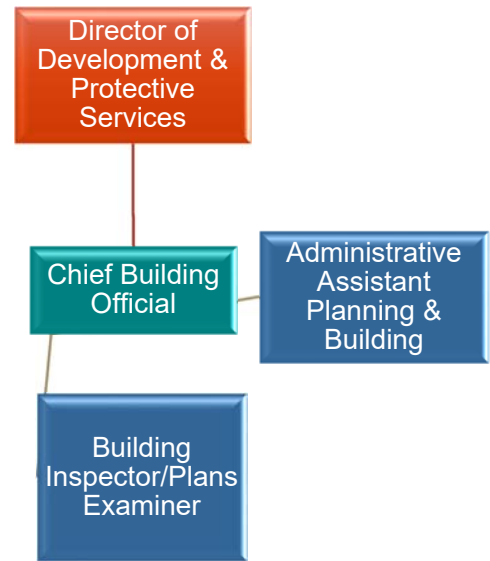 Director of
Development &
Protective
Services
Chief Building
Official
Administrative
Assistant
Planning &
Building
Building
Inspector/Plans
Examiner